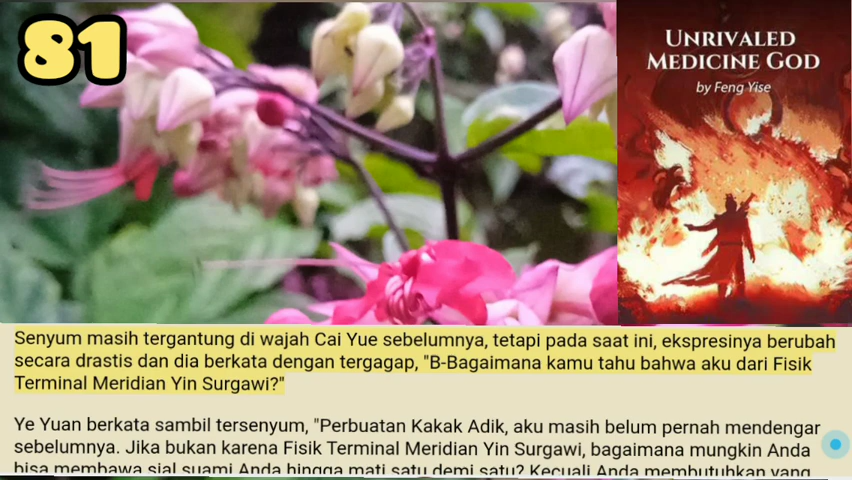 81
UNRIVALED
MEDICINE GOD
by Feng Yise
Senyum masih tergantung di wajah Cai Yue sebelumnya, tetapi pada saat ini, ekspresinya berubah
secara drastis dan dia berkata dengan tergagap, "B-Bagaimana kamu tahu bahwa aku dari Fisik
Terminal Meridian Yin Surgawi?"
Ye Yuan berkata sambil tersenyum, "Perbuatan Kakak Adik, aku masih belum pernah mendengar
sebelumnya. Jika bukan karena Fisik Terminal Meridian Yin Surgawi, bagaimana mungkin Anda
bisa membawa sial suami Anda hingga mati satu demi satu? Kecuali Anda membutuhkan yang